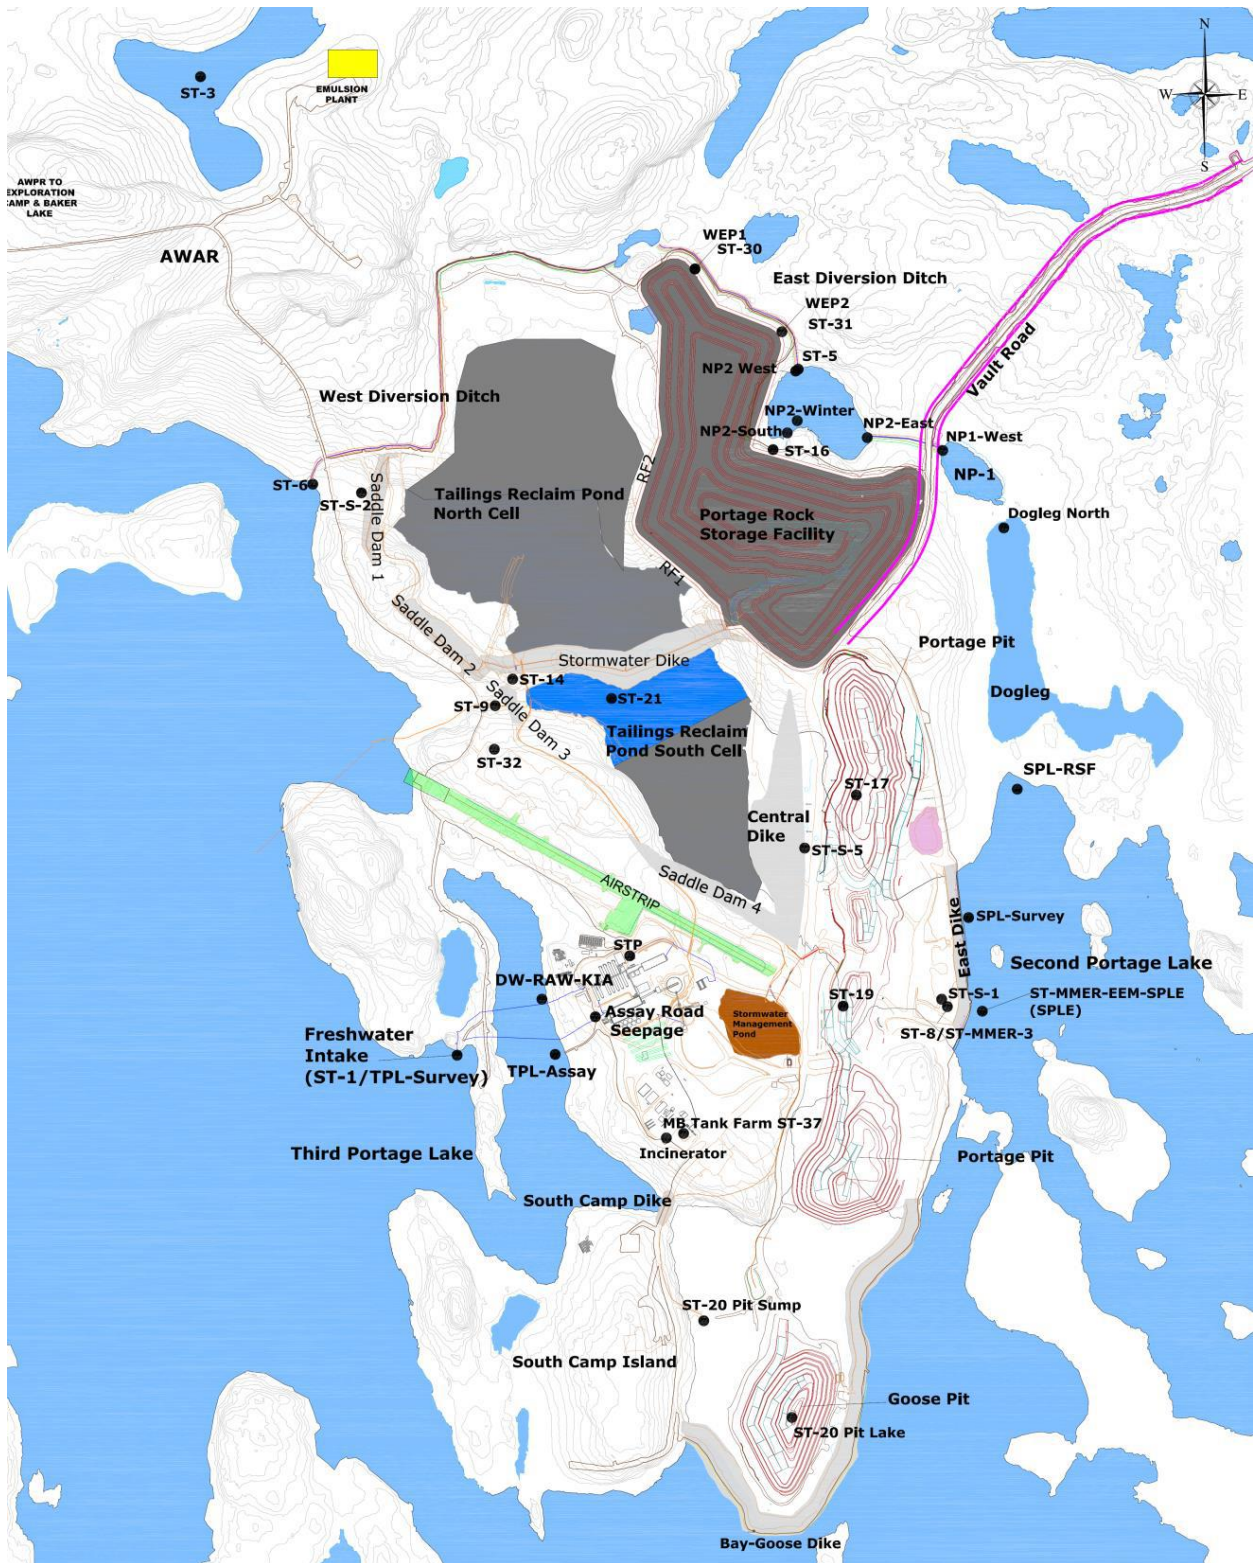 N
W
E
S
ST-3
EMULSION
PLANT
AWPR TO
EXPLORATION
CAMP & BAKER
LAKE
AWAR
WEP1
ST-30
East Diversion Ditch
WEP2
ST-31
ST-5
NP2 West
Vault Road
West Diversion Ditch
NP2-Winter
NP2-South
NP2-East
NP1-West
ST-16
RF2
NP-1
ST-6
ST-S-2
Saddle Dam 1
Tailings Reclaim Pond
North Cell
Portage Rock
Storage Facility
Dogleg North
RF1
Saddle Dam 2
Portage Pit
Stormwater Dike
ST-14
ST-21
Dogleg
ST-9
Saddle Dam 3
Tailings Reclaim
Pond South Cell
ST-32
SPL-RSF
ST-17
Central
Dike
ST-S-5
AIRSTRIP
Saddle Dam 4
East Dike
SPL-Survey
STP
Second Portage Lake
DW-RAW-KIA
ST-19
ST-S-1
ST-MMER-EEM-SPLE
(SPLE)
Assay Road
Seepage
Stormwater
Management
Pond
ST-8/ST-MMER-3
Freshwater
Intake
(ST-1/TPL-Survey)
TPL-Assay
MB Tank Farm ST-37
Incinerator
Third Portage Lake
Portage Pit
South Camp Dike
ST-20 Pit Sump
South Camp Island
Goose Pit
ST-20 Pit Lake
Bay-Goose Dike